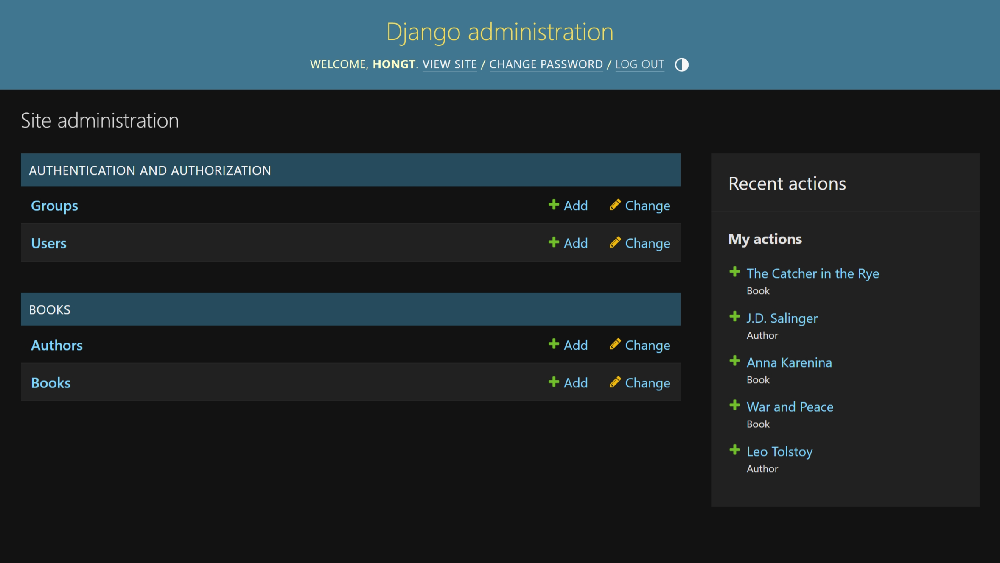 Django administration
WELCOME, HONGT. VIEW SITE / CHANGE PASSWORD / LOG OUT
Site administration
AUTHENTICATION AND AUTHORIZATION
Groups Add Change
Users Add Change
BOOKS
Authors Add Change
Books Add Change
Recent actions
My actions
The Catcher in the Rye
Book
J.D. Salinger
Author
Anna Karenina
Book
War and Peace
Book
Leo Tolstoy
Author